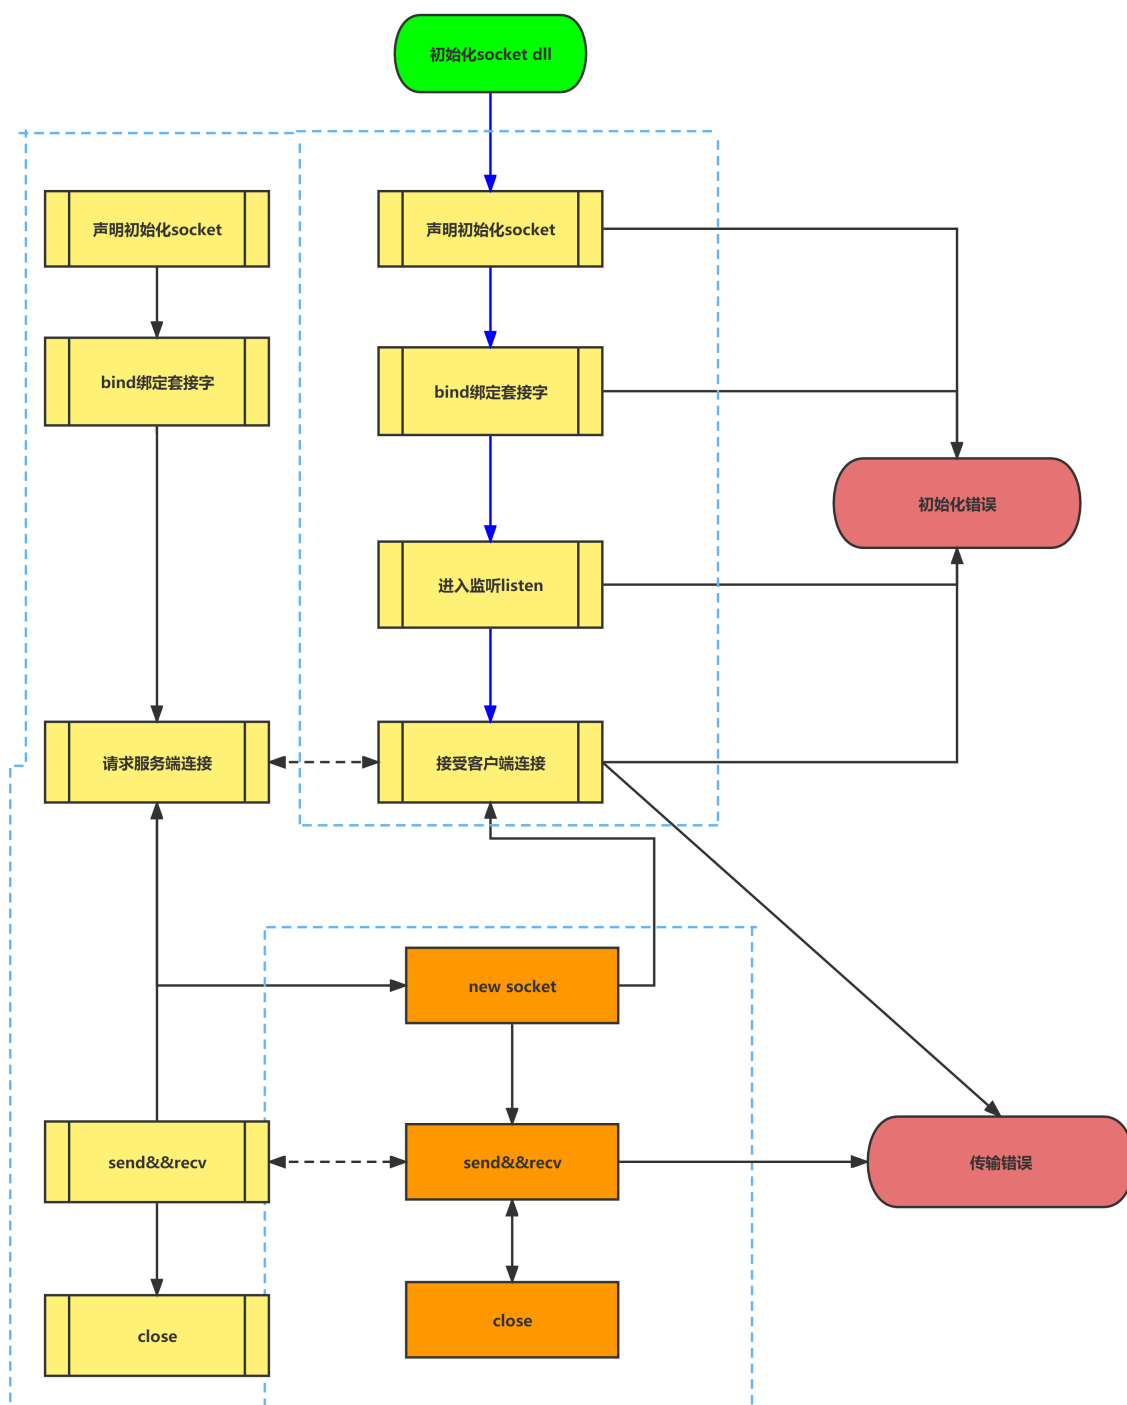 初始化socket dll
声明初始化socket
声明初始化socket
bind绑定套接字
bind绑定套接字
初始化错误
进入监听listen
请求服务端连接
接受客户端连接
new socket
send&&recv
send&&recv
传输错误
close
close